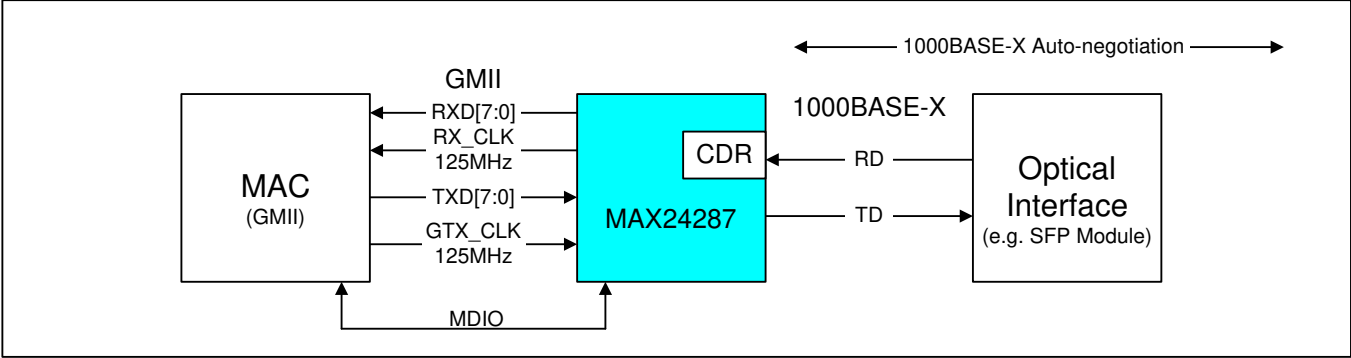 1000BASE-X Auto-negotiation
GMII
1000BASE-X
RXD[7:0]
RX_CLK
125MHz
TXD[7:0]
GTX_CLK
125MHz
MDIO
MAC
(GMII)
CDR
MAX24287
RD
TD
Optical
Interface
(e.g. SFP Module)